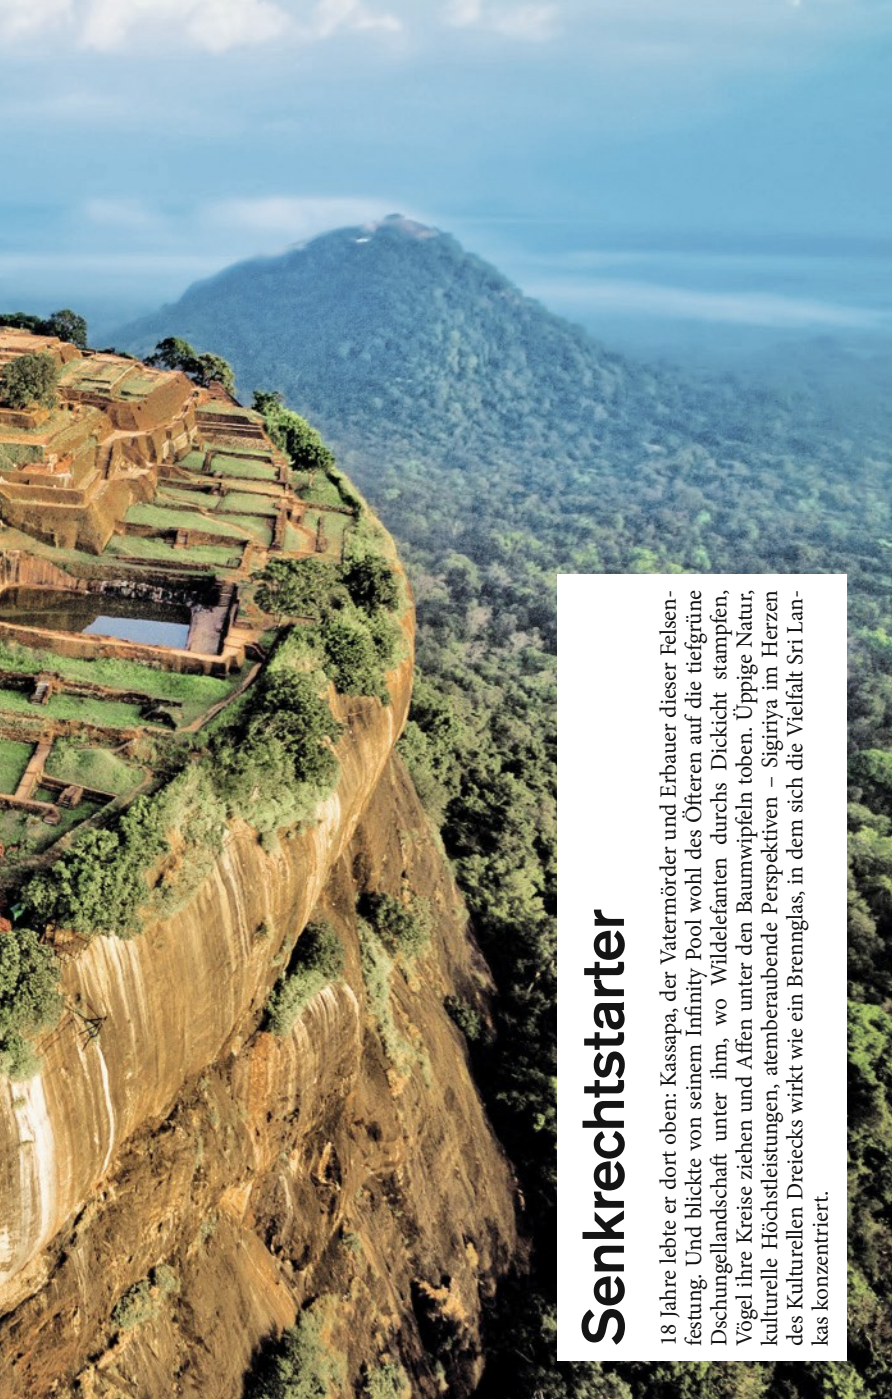 Senkrechtstarter
18 Jahre lebte er dort oben: Kassapa, der Vatermörder und Erbauer dieser Felsen-
festung. Und blickte von seinem Infinity Pool wohl des Öfteren auf die tiefgrüne
Dschungellandschaft unter ihm, wo Wildelefanten durchs Dickicht stampfen,
Vögel ihre Kreise ziehen und Affen unter den Baumwipfeln toben. Üppige Natur,
kulturelle Höchstleistungen, atemberaubende Perspektiven – Sigiriya im Herzen
des Kulturellen Dreiecks wirkt wie ein Brennglas, in dem sich die Vielfalt Sri Lan-
kas konzentriert.